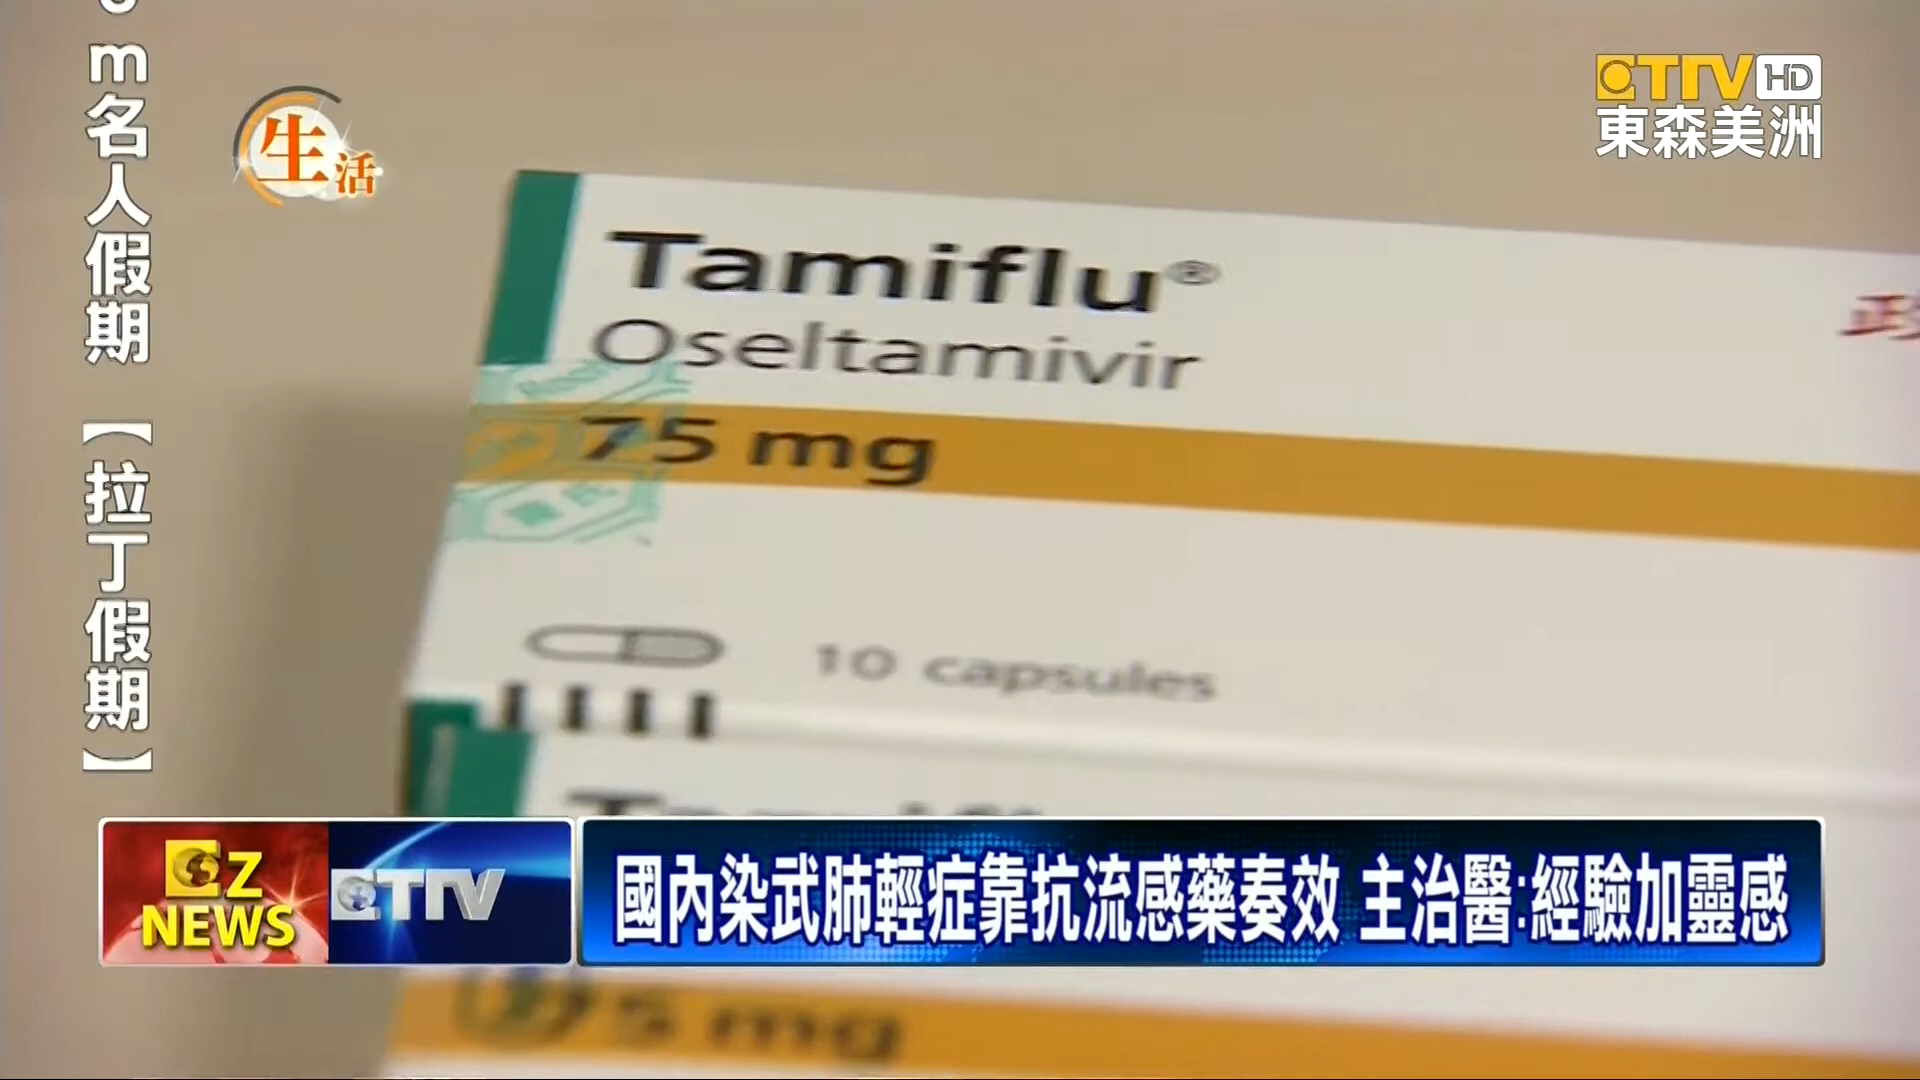 m名人假期 【拉丁假期】
生活
ETTV HD
東森美洲
Tamiflu®
Oseltamivir
75 mg
10 capsules
EZ NEWS
ETTV
國內染武肺輕症靠抗流感藥奏效 主治醫:經驗加靈感
75 mg